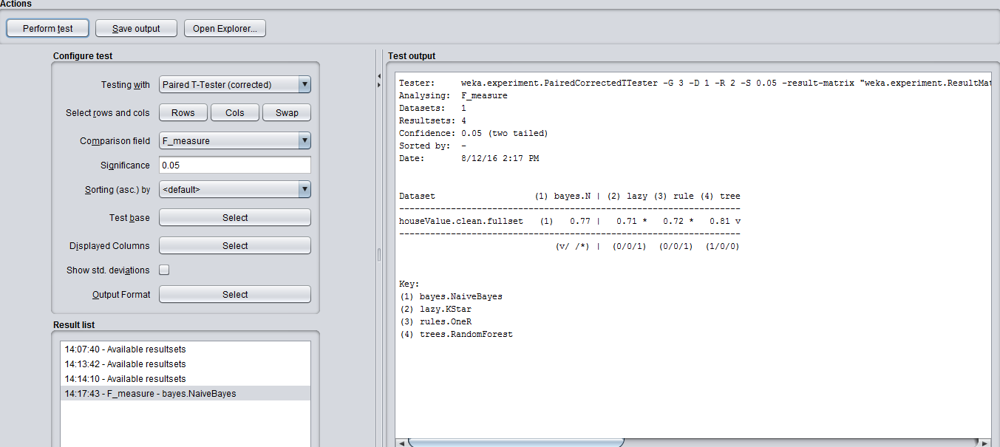 Actions
Perform test Save output Open Explorer...
Configure test
Testing with Paired T-Tester (corrected)
Select rows and cols Rows Cols Swap
Comparison field F_measure
Significance 0.05
Sorting (asc.) by <default>
Test base Select
Displayed Columns Select
Show std. deviations
Output Format Select
Result list
14:07:40 - Available resultsets
14:13:42 - Available resultsets
14:14:10 - Available resultsets
14:17:43 - F_measure - bayes.NaiveBayes
Test output
Tester: weka.experiment.PairedCorrectedTTester -G 3 -D 1 -R 2 -S 0.05 -result-matrix "weka.experiment.ResultMat
Analysing: F_measure
Datasets: 1
Resultsets: 4
Confidence: 0.05 (two tailed)
Sorted by: -
Date: 8/12/16 2:17 PM
Dataset (1) bayes.N | (2) lazy (3) rule (4) tree
------------------------------------------------------------------
houseValue.clean.fullset (1) 0.77 | 0.71 * 0.72 * 0.81 v
------------------------------------------------------------------
(v/ /*) | (0/0/1) (0/0/1) (1/0/0)
Key:
(1) bayes.NaiveBayes
(2) lazy.KStar
(3) rules.OneR
(4) trees.RandomForest